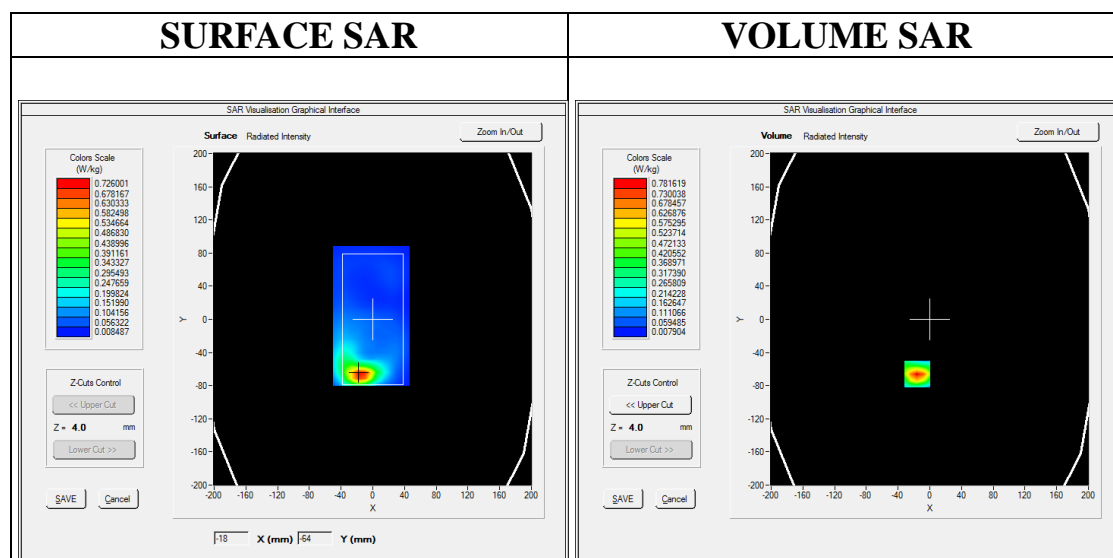 SURFACE SAR
VOLUME SAR
SAR Visualisation Graphical Interface
Surface Radiated Intensity
Zoom In/Out
Colors Scale
(W/kg)
0.726001
0.678167
0.630333
0.582498
0.534664
0.486830
0.438996
0.391161
0.343327
0.295493
0.247659
0.199824
0.151990
0.104156
0.056322
0.008487
200
160
120
80
40
0
-40
-80
-120
-160
-200
Y
-200 -160 -120 -80 -40 0 40 80 120 160 200
X
Z-Cuts Control
<< Upper Cut
Z = 4.0 mm
Lower Cut >>
SAVE Cancel
-18 X (mm) -64 Y (mm)
SAR Visualisation Graphical Interface
Volume Radiated Intensity
Zoom In/Out
Colors Scale
(W/kg)
0.781619
0.730038
0.678457
0.626876
0.575295
0.523714
0.472133
0.420552
0.368971
0.317390
0.265809
0.214228
0.162647
0.111066
0.059485
0.007904
200
160
120
80
40
0
-40
-80
-120
-160
-200
Y
-200 -160 -120 -80 -40 0 40 80 120 160 200
X
Z-Cuts Control
<< Upper Cut
Z = 4.0 mm
Lower Cut >>
SAVE Cancel